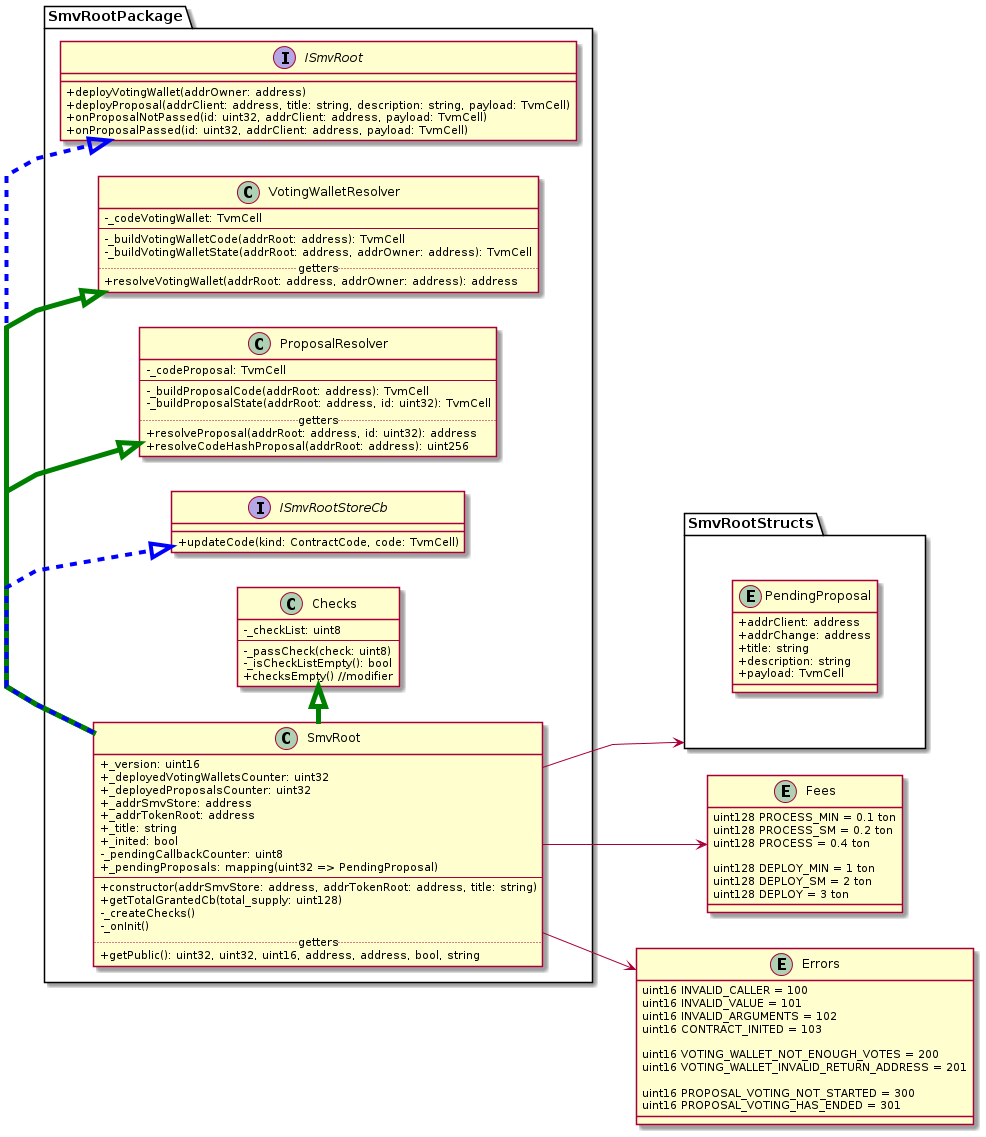 SmvRootPackage
I ISmvRoot
+deployVotingWallet(addrOwner: address)
+deployProposal(addrClient: address, title: string, description: string, payload: TvmCell)
+onProposalNotPassed(id: uint32, addrClient: address, payload: TvmCell)
+onProposalPassed(id: uint32, addrClient: address, payload: TvmCell)
C VotingWalletResolver
-_codeVotingWallet: TvmCell
-_buildVotingWalletCode(addrRoot: address): TvmCell
-_buildVotingWalletState(addrRoot: address, addrOwner: address): TvmCell
getters
+resolveVotingWallet(addrRoot: address, addrOwner: address): address
C ProposalResolver
-_codeProposal: TvmCell
-_buildProposalCode(addrRoot: address): TvmCell
-_buildProposalState(addrRoot: address, id: uint32): TvmCell
getters
+resolveProposal(addrRoot: address, id: uint32): address
+resolveCodeHashProposal(addrRoot: address): uint256
I ISmvRootStoreCb
+updateCode(kind: ContractCode, code: TvmCell)
C Checks
-_checkList: uint8
-_passCheck(check: uint8)
-_isCheckListEmpty(): bool
+checksEmpty() //modifier
C SmvRoot
+_version: uint16
+_deployedVotingWalletsCounter: uint32
+_deployedProposalsCounter: uint32
+_addrSmvStore: address
+_addrTokenRoot: address
+_title: string
+_inited: bool
-_pendingCallbackCounter: uint8
+_pendingProposals: mapping(uint32 => PendingProposal)
+constructor(addrSmvStore: address, addrTokenRoot: address, title: string)
+getTotalGrantedCb(total_supply: uint128)
-_createChecks()
-_onInit()
getters
+getPublic(): uint32, uint32, uint16, address, address, bool, string
SmvRootStructs
E PendingProposal
+addrClient: address
+addrChange: address
+title: string
+description: string
+payload: TvmCell
E Fees
uint128 PROCESS_MIN = 0.1 ton
uint128 PROCESS_SM = 0.2 ton
uint128 PROCESS = 0.4 ton
uint128 DEPLOY_MIN = 1 ton
uint128 DEPLOY_SM = 2 ton
uint128 DEPLOY = 3 ton
E Errors
uint16 INVALID_CALLER = 100
uint16 INVALID_VALUE = 101
uint16 INVALID_ARGUMENTS = 102
uint16 CONTRACT_INITED = 103
uint16 VOTING_WALLET_NOT_ENOUGH_VOTES = 200
uint16 VOTING_WALLET_INVALID_RETURN_ADDRESS = 201
uint16 PROPOSAL_VOTING_NOT_STARTED = 300
uint16 PROPOSAL_VOTING_HAS_ENDED = 301